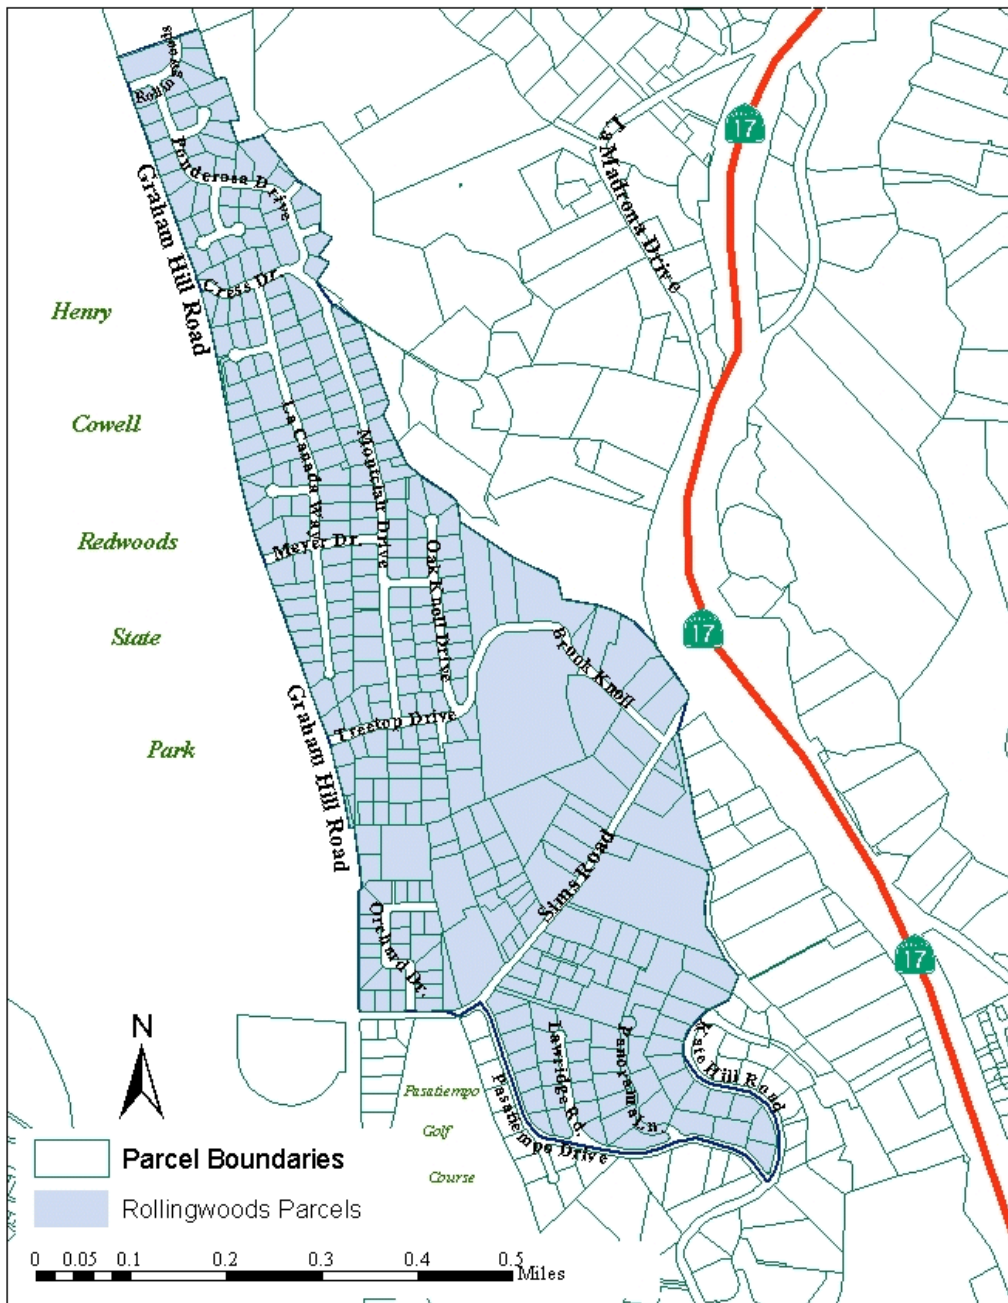 Rollingwoods
Ponderosa Drive
Graham Hill Road
Cress Dr.
La Madrona Drive
17
Henry
Cowell
Redwoods
State
Park
La Canada Way
Montclair Drive
Meyer Dr.
Oak Knoll Drive
Brook Knoll
17
Treetop Drive
Graham Hill Road
Sims Road
Orchard Dr.
17
Lawridge Rd.
Panorama Ln.
Kite Hill Road
Pasatiempo Drive
Pasatiempo
Golf
Course
N
Parcel Boundaries
Rollingwoods Parcels
0 0.05 0.1 0.2 0.3 0.4 0.5
Miles